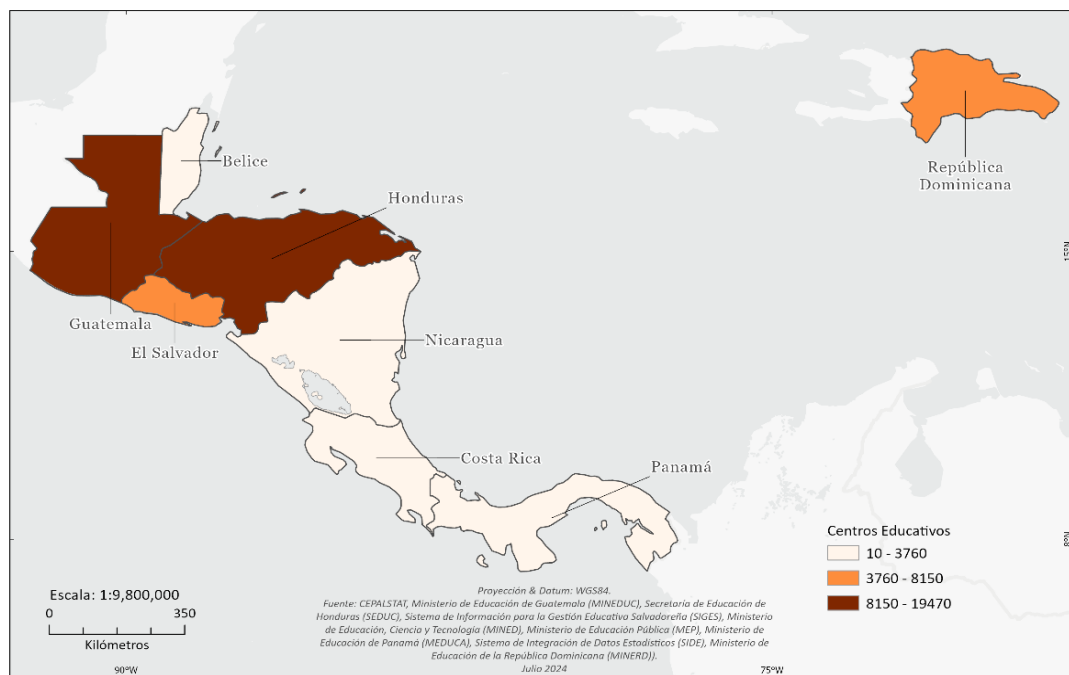 Belice
Honduras
República
Dominicana
15°N
Guatemala
El Salvador
Nicaragua
Costa Rica
Panamá
Centros Educativos
10 - 3760
3760 - 8150
8150 - 19470
8°N
Escala: 1:9,800,000
0 350
Kilómetros
Proyección & Datum: WGS84.
Fuente: CEPALSTAT, Ministerio de Educación de Guatemala (MINEDUC), Secretaría de Educación de
Honduras (SEDUC), Sistema de Información para la Gestión Educativa Salvadoreña (SIGES), Ministerio
de Educación, Ciencia y Tecnología (MINED), Ministerio de Educación Pública (MEP), Ministerio de
Educación de Panamá (MEDUCA), Sistema de Integración de Datos Estadísticos (SIDE), Ministerio de
Educación de la República Dominicana (MINERD)).
Julio 2024
90°W 75°W